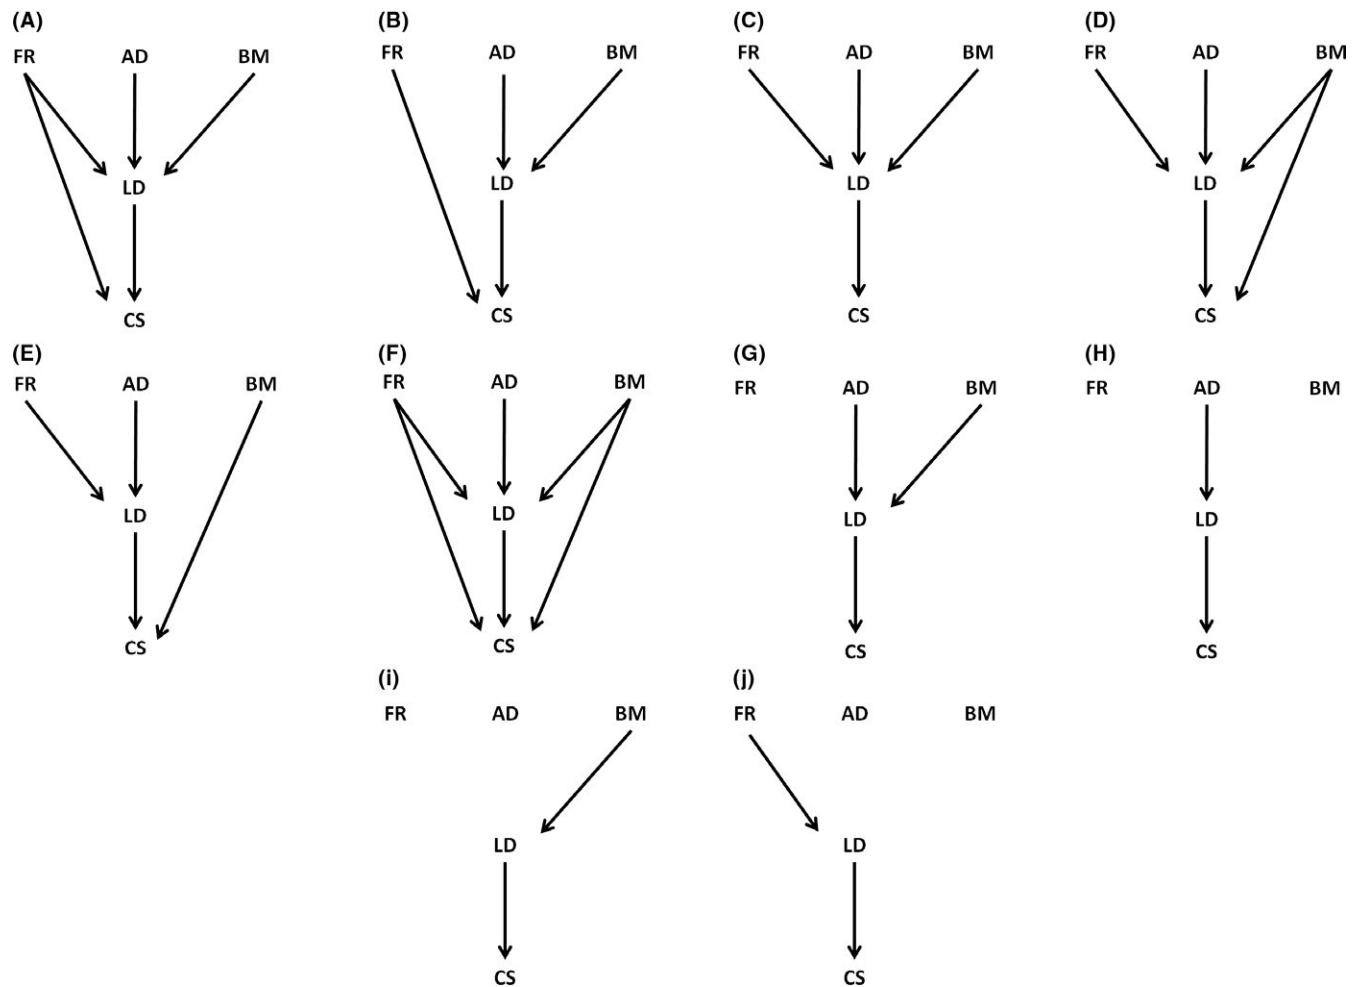 (A) (B) (C) (D)
FR AD BM FR AD BM FR AD BM FR AD BM
LD LD LD LD
CS CS CS CS
(E) (F) (G) (H)
FR AD BM FR AD BM FR AD BM FR AD BM
LD LD LD LD
CS CS CS CS
(i) (j)
FR AD BM FR AD BM
LD LD
CS CS